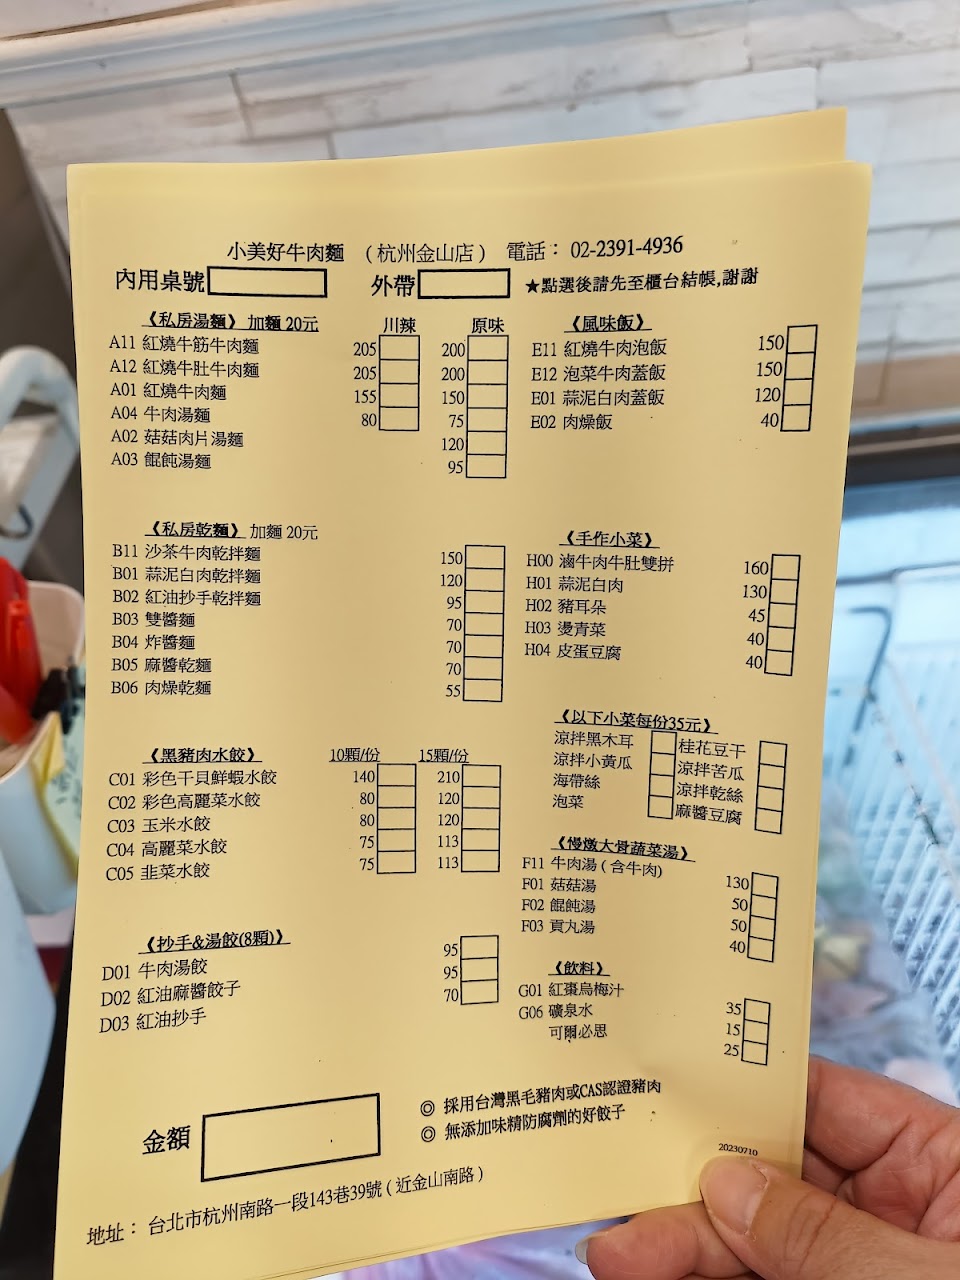 小美好牛肉麵 （杭州金山店） 電話： 02-2391-4936
內用桌號 外帶 ★點選後請先至櫃台結帳,謝謝
《私房湯麵》 加麵 20元 川辣 原味
A11 紅燒牛筋牛肉麵 205 200
A12 紅燒牛肚牛肉麵 205 200
A01 紅燒牛肉麵 155 150
A04 牛肉湯麵 80 75
A02 菇菇肉片湯麵 120
A03 餛飩湯麵 95
《私房乾麵》 加麵 20元
B11 沙茶牛肉乾拌麵 150
B01 蒜泥白肉乾拌麵 120
B02 紅油抄手乾拌麵 95
B03 雙醬麵 70
B04 炸醬麵 70
B05 麻醬乾麵 70
B06 肉燥乾麵 55
《黑豬肉水餃》 10顆/份 15顆/份
C01 彩色干貝鮮蝦水餃 140 210
C02 彩色高麗菜水餃 80 120
C03 玉米水餃 80 120
C04 高麗菜水餃 75 113
C05 韭菜水餃 75 113
《抄手&湯餃(8顆)》
D01 牛肉湯餃 95
D02 紅油麻醬餃子 95
D03 紅油抄手 70
《風味飯》
E11 紅燒牛肉泡飯 150
E12 泡菜牛肉蓋飯 150
E01 蒜泥白肉蓋飯 120
E02 肉燥飯 40
《手作小菜》
H00 滷牛肉牛肚雙拼 160
H01 蒜泥白肉 130
H02 豬耳朵 45
H03 燙青菜 40
H04 皮蛋豆腐 40
《以下小菜每份35元》
涼拌黑木耳 桂花豆干
涼拌小黃瓜 涼拌苦瓜
海帶絲 涼拌乾絲
泡菜 麻醬豆腐
《慢燉大骨蔬菜湯》
F11 牛肉湯 ( 含牛肉) 130
F01 菇菇湯 50
F02 餛飩湯 50
F03 貢丸湯 40
《飲料》
G01 紅棗烏梅汁 35
G06 礦泉水 15
可爾必思 25
金額
◎ 採用台灣黑毛豬肉或CAS認證豬肉
◎ 無添加味精防腐劑的好餃子
20230710
地址： 台北市杭州南路一段143巷39號 ( 近金山南路 )